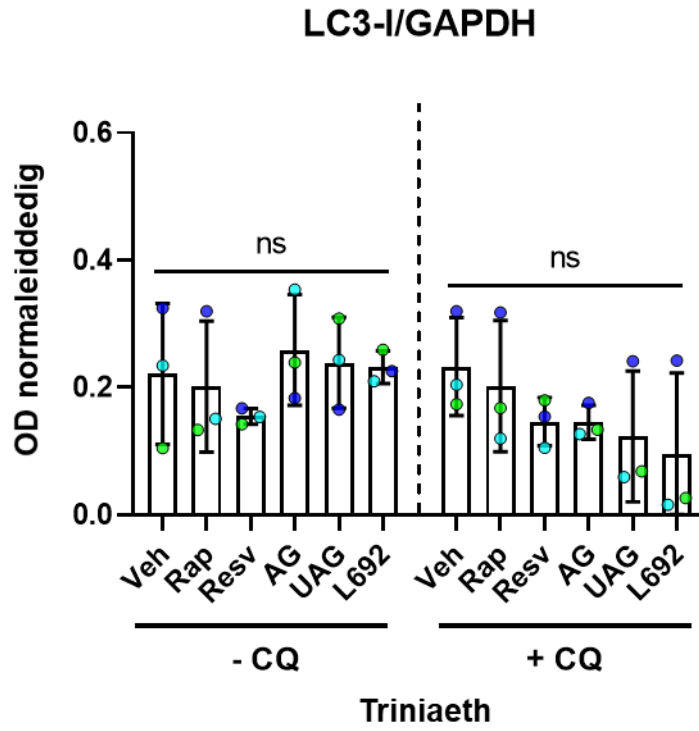 LC3-I/GAPDH
OD normaleiddedig
0.6
0.4
0.2
0.0
ns
ns
Veh Rap Resv AG UAG L692 Veh Rap Resv AG UAG L692
- CQ + CQ
Triniaeth